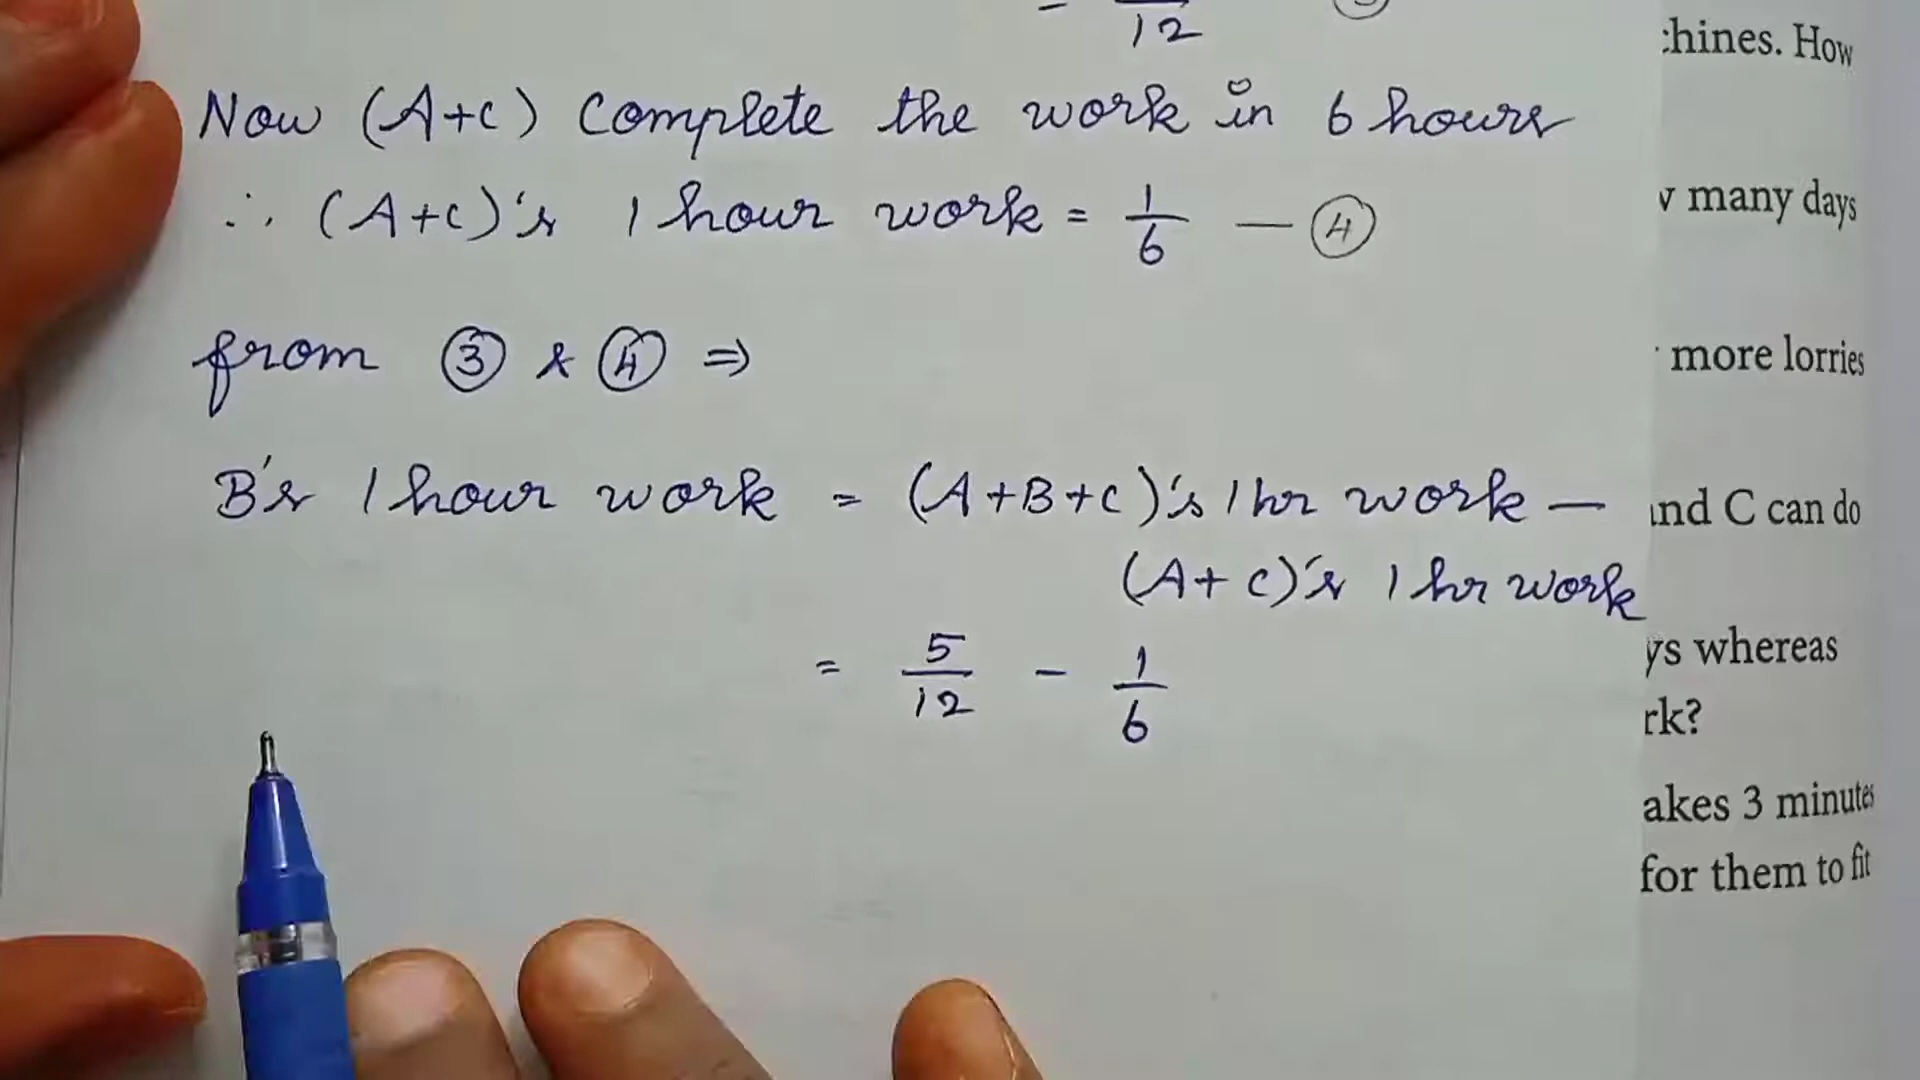 = 12
Now (A+C) Complete the work in 6 hours
∴ (A+C)'s 1 hour work = 1/6 — ④
from ③ & ④ ⇒
B's 1 hour work = (A+B+C)'s 1 hr work —
(A+C)'s 1 hr work
= 5/12 - 1/6
chines. How
many days
more lorries
and C can do
ys whereas
rk?
akes 3 minutes
for them to fit